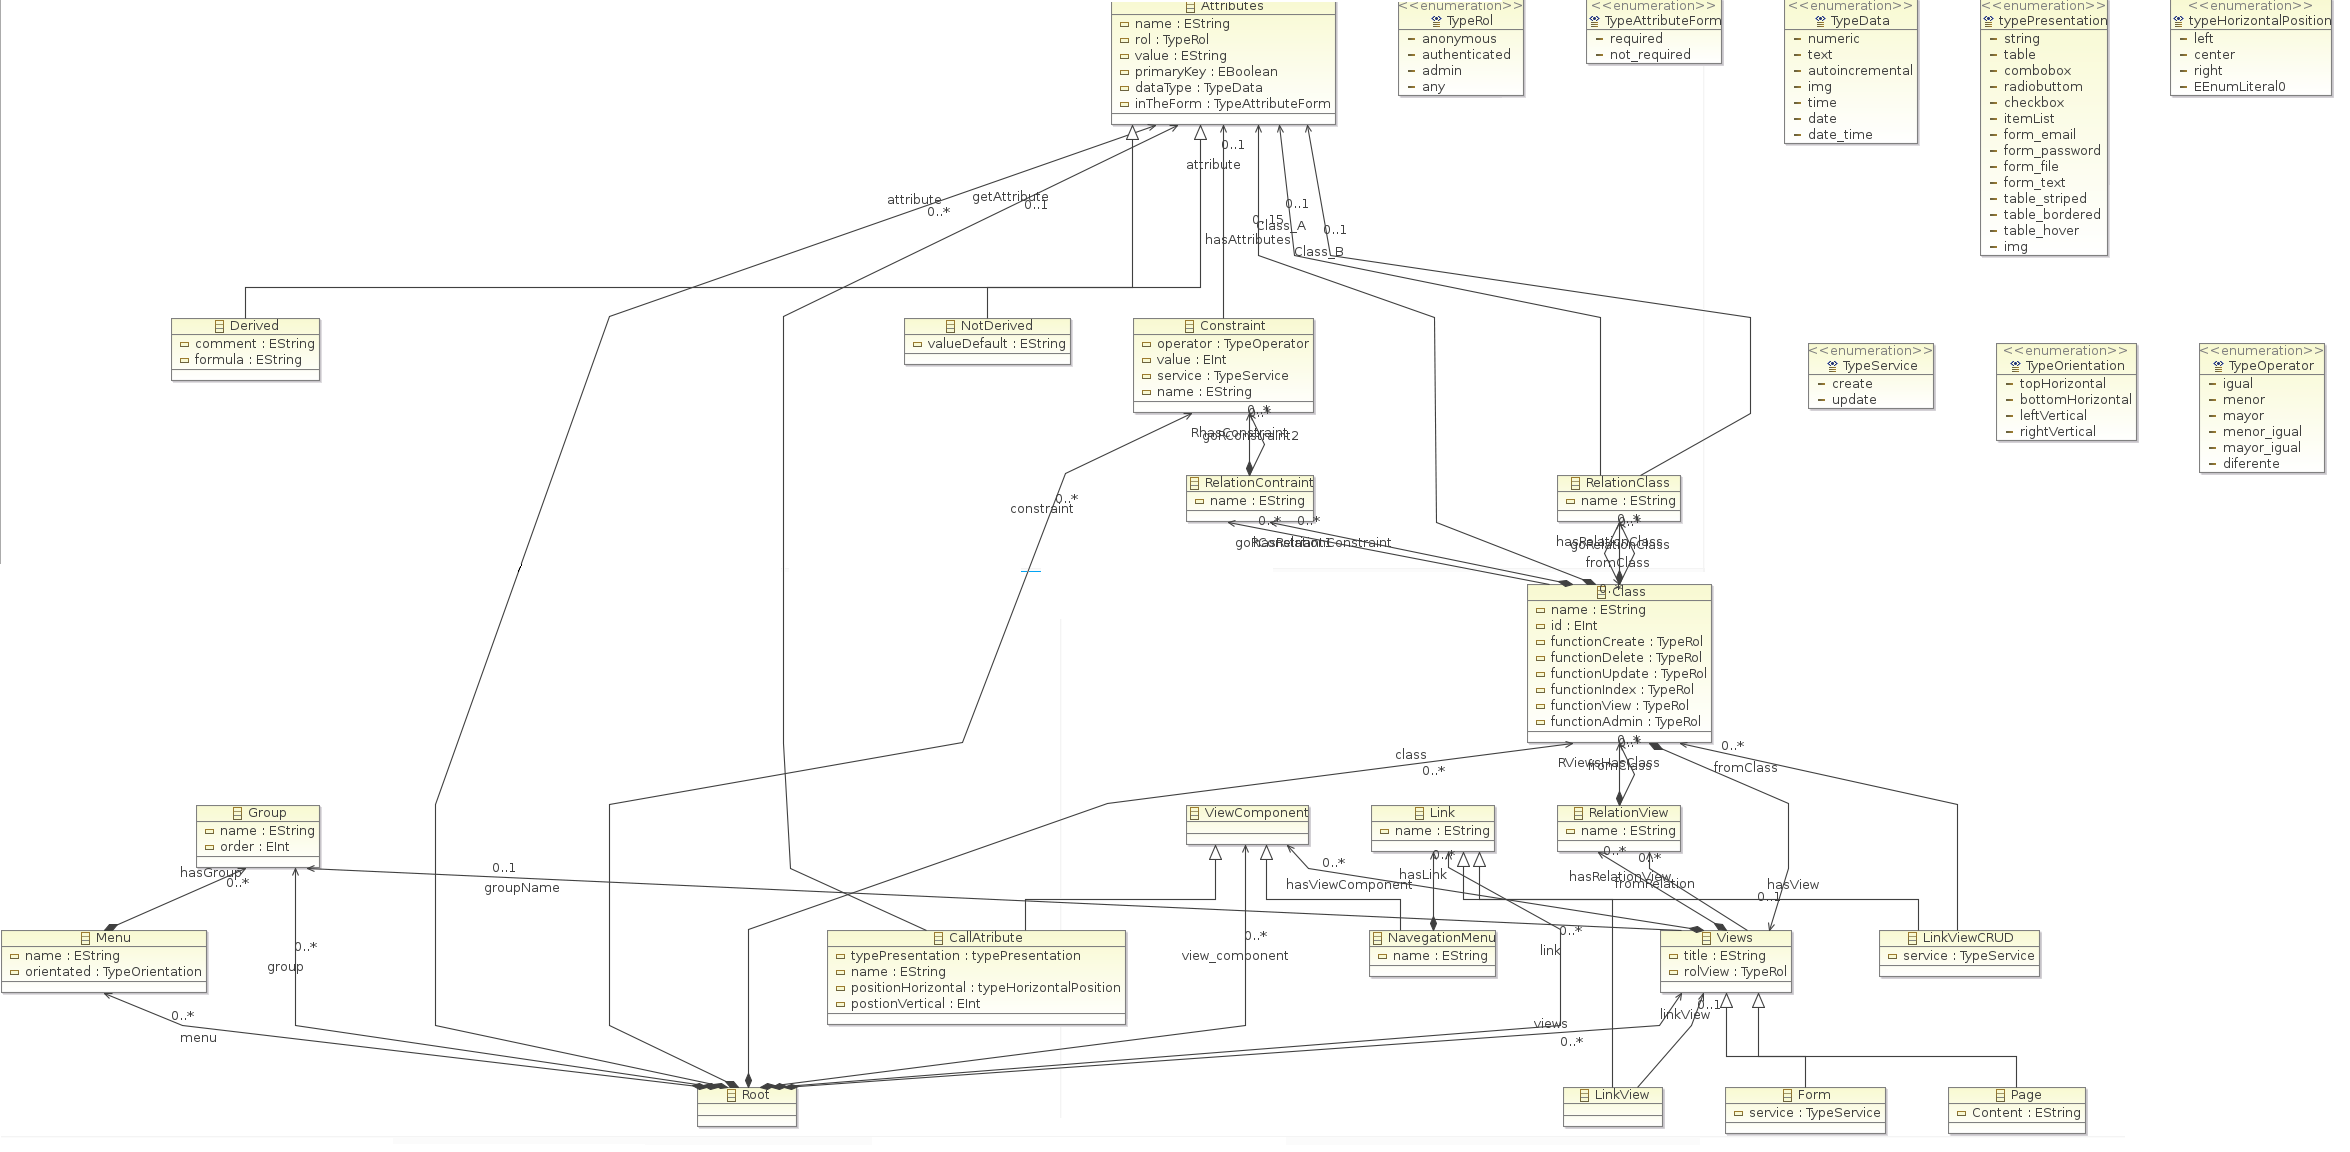 Attributes
name : EString
rol : TypeRol
value : EString
primaryKey : EBoolean
dataType : TypeData
inTheForm : TypeAttributeForm
<<enumeration>>
TypeRol
anonymous
authenticated
admin
any
<<enumeration>>
TypeAttributeForm
required
not_required
<<enumeration>>
TypeData
numeric
text
autoincremental
img
time
date
date_time
<<enumeration>>
typePresentation
string
table
combobox
radiobuttom
checkbox
itemList
form_email
form_password
form_file
form_text
table_striped
table_bordered
table_hover
img
<<enumeration>>
typeHorizontalPosition
left
center
right
EEnumLiteral0
0..1
attribute
attribute
0..*
getAttribute
0..1
0..1
0..15
Class_A
hasAttributes
0..1
Class_B
Derived
comment : EString
formula : EString
NotDerived
valueDefault : EString
Constraint
operator : TypeOperator
value : EInt
service : TypeService
name : EString
<<enumeration>>
TypeService
create
update
<<enumeration>>
TypeOrientation
topHorizontal
bottomHorizontal
leftVertical
rightVertical
<<enumeration>>
TypeOperator
igual
menor
mayor
menor_igual
mayor_igual
diferente
0..*
RhasConstraint
goRConstraint2
0..*
constraint
RelationContraint
name : EString
RelationClass
name : EString
0..*
0..*
goRConstraint1
hasRelationConstraint
0..*
hasRelationClass
goRelationClass
fromClass
Class
name : EString
id : EInt
functionCreate : TypeRol
functionDelete : TypeRol
functionUpdate : TypeRol
functionIndex : TypeRol
functionView : TypeRol
functionAdmin : TypeRol
class
0..*
0..*
RViewsHasClass
fromClass
0..*
fromClass
Group
name : EString
order : EInt
ViewComponent
Link
name : EString
RelationView
name : EString
hasGroup
0..*
0..1
groupName
0..*
hasViewComponent
0..*
hasLink
0..*
0..*
hasRelationView
fromRelation
0..1
hasView
Menu
name : EString
orientated : TypeOrientation
0..*
group
CallAtribute
typePresentation : typePresentation
name : EString
positionHorizontal : typeHorizontalPosition
postionVertical : EInt
0..*
view_component
NavegationMenu
name : EString
0..*
link
Views
title : EString
rolView : TypeRol
LinkViewCRUD
service : TypeService
0..*
menu
views
0..*
0..1
linkView
Root
LinkView
Form
service : TypeService
Page
Content : EString